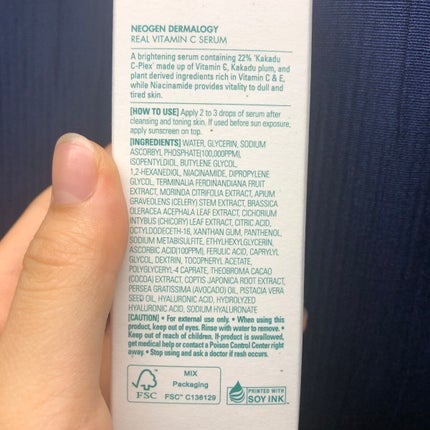 NEOGEN DERMALOGY
REAL VITAMIN C SERUM
A brightening serum containing 22% 'Kakadu
C-Plex' made up of Vitamin C, Kakadu plum, and
plant derived ingredients rich in Vitamin C & E,
while Niacinamide provides vitality to dull and
tired skin.
[HOW TO USE] Apply 2 to 3 drops of serum after
cleansing and toning skin. If used before sun exposure,
apply sunscreen on top.
[INGREDIENTS] WATER, GLYCERIN, SODIUM
ASCORBYL PHOSPHATE(100,000PPM),
ISOPENTYLDIOL, BUTYLENE GLYCOL,
1,2-HEXANEDIOL, NIACINAMIDE, DIPROPYLENE
GLYCOL, TERMINALIA FERDINANDIANA FRUIT
EXTRACT, MORINDA CITRIFOLIA EXTRACT, APIUM
GRAVEOLENS (CELERY) STEM EXTRACT, BRASSICA
OLERACEA ACEPHALA LEAF EXTRACT, CICHORIUM
INTYBUS (CHICORY) LEAF EXTRACT, CITRIC ACID,
OCTYLDODECETH-16, XANTHAN GUM, PANTHENOL,
SODIUM METABISULFITE, ETHYLHEXYLGLYCERIN,
ASCORBIC ACID(100PPM), FERULIC ACID, CAPRYLYL
GLYCOL, DEXTRIN, TOCOPHERYL ACETATE,
POLYGLYCERYL-4 CAPRATE, THEOBROMA CACAO
(COCOA) EXTRACT, COPTIS JAPONICA ROOT EXTRACT,
PERSEA GRATISSIMA (AVOCADO) OIL, PISTACIA VERA
SEED OIL, HYALURONIC ACID, HYDROLYZED
HYALURONIC ACID, SODIUM HYALURONATE
[CAUTION] • For external use only. • When using this
product, keep out of eyes. Rinse with water to remove. •
Keep out of reach of children. If-product is swallowed,
get medical help or contact a Poison Control Center right
away. • Stop using and ask a doctor if rash occurs.
FSC
MIX
Packaging
FSC™ C136129
PRINTED WITH
SOY INK